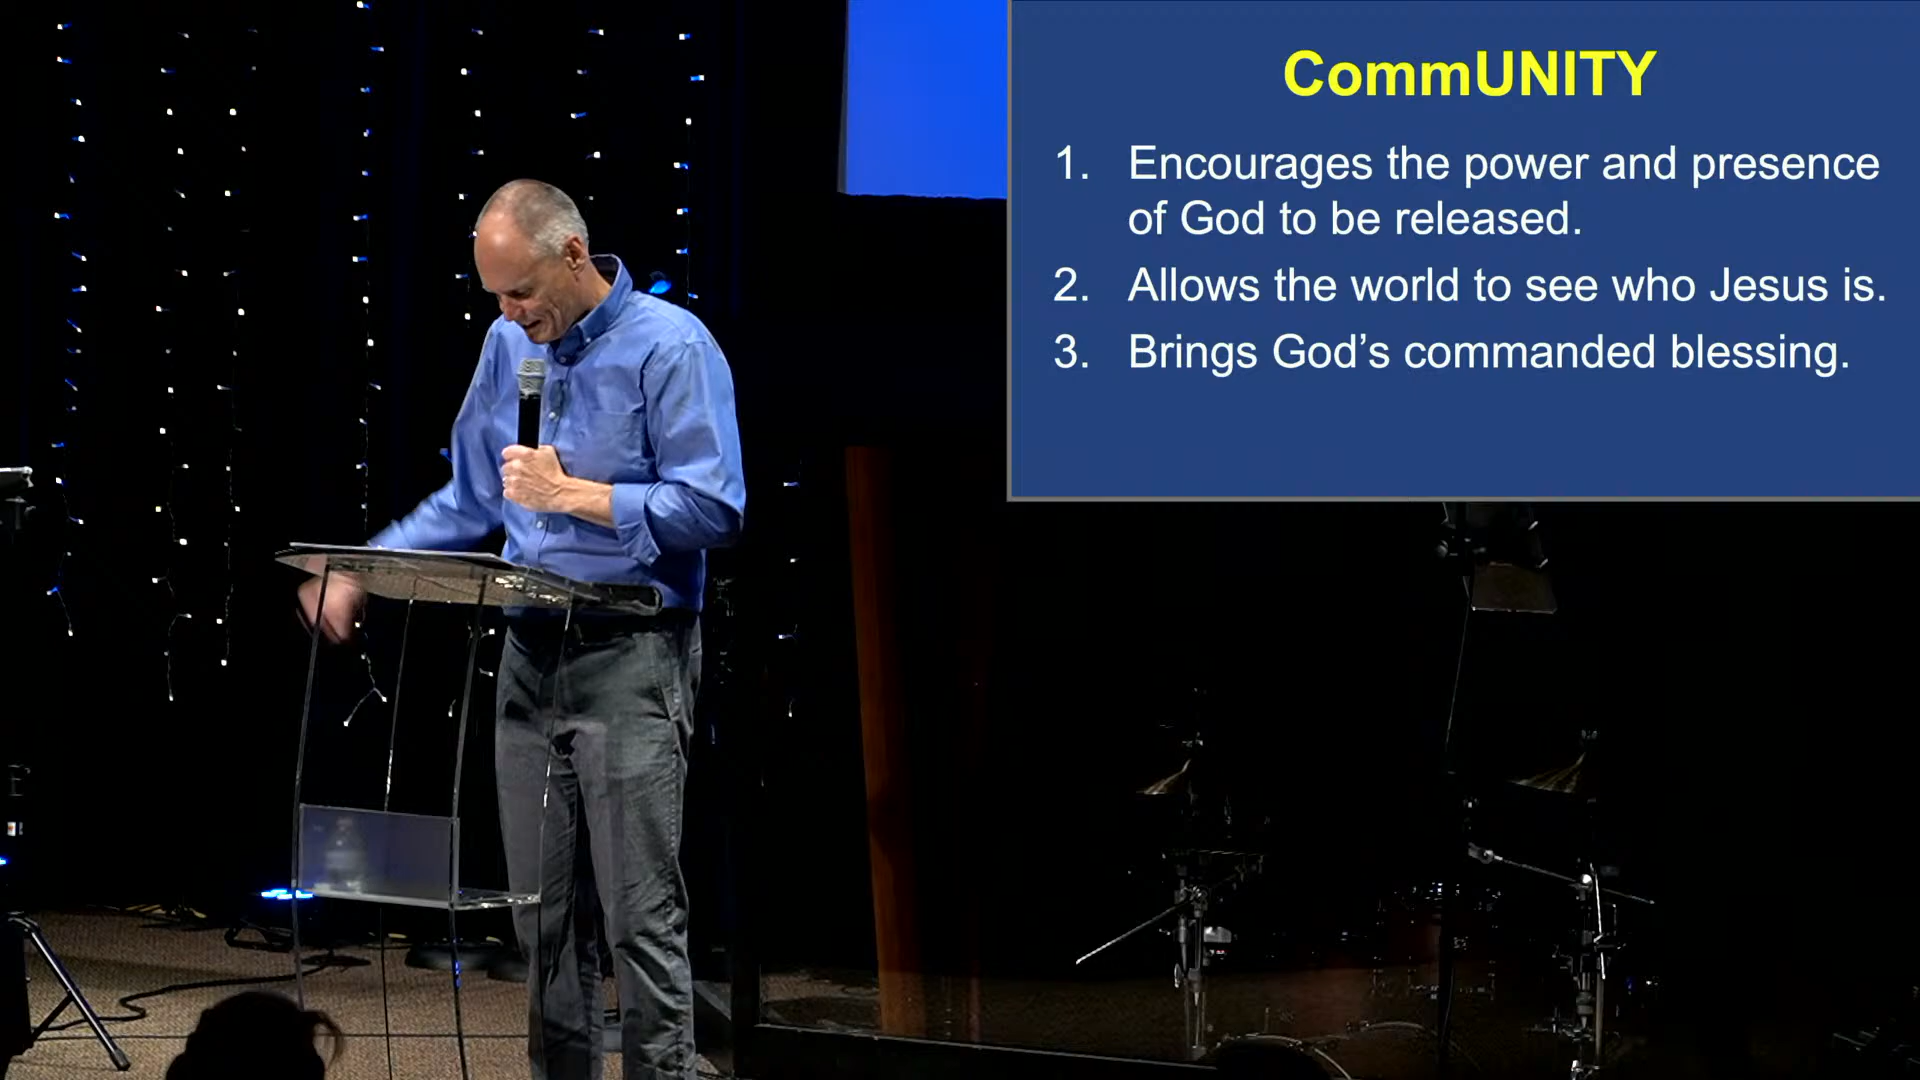 CommUNITY
1. Encourages the power and presence
of God to be released.
2. Allows the world to see who Jesus is.
3. Brings God’s commanded blessing.